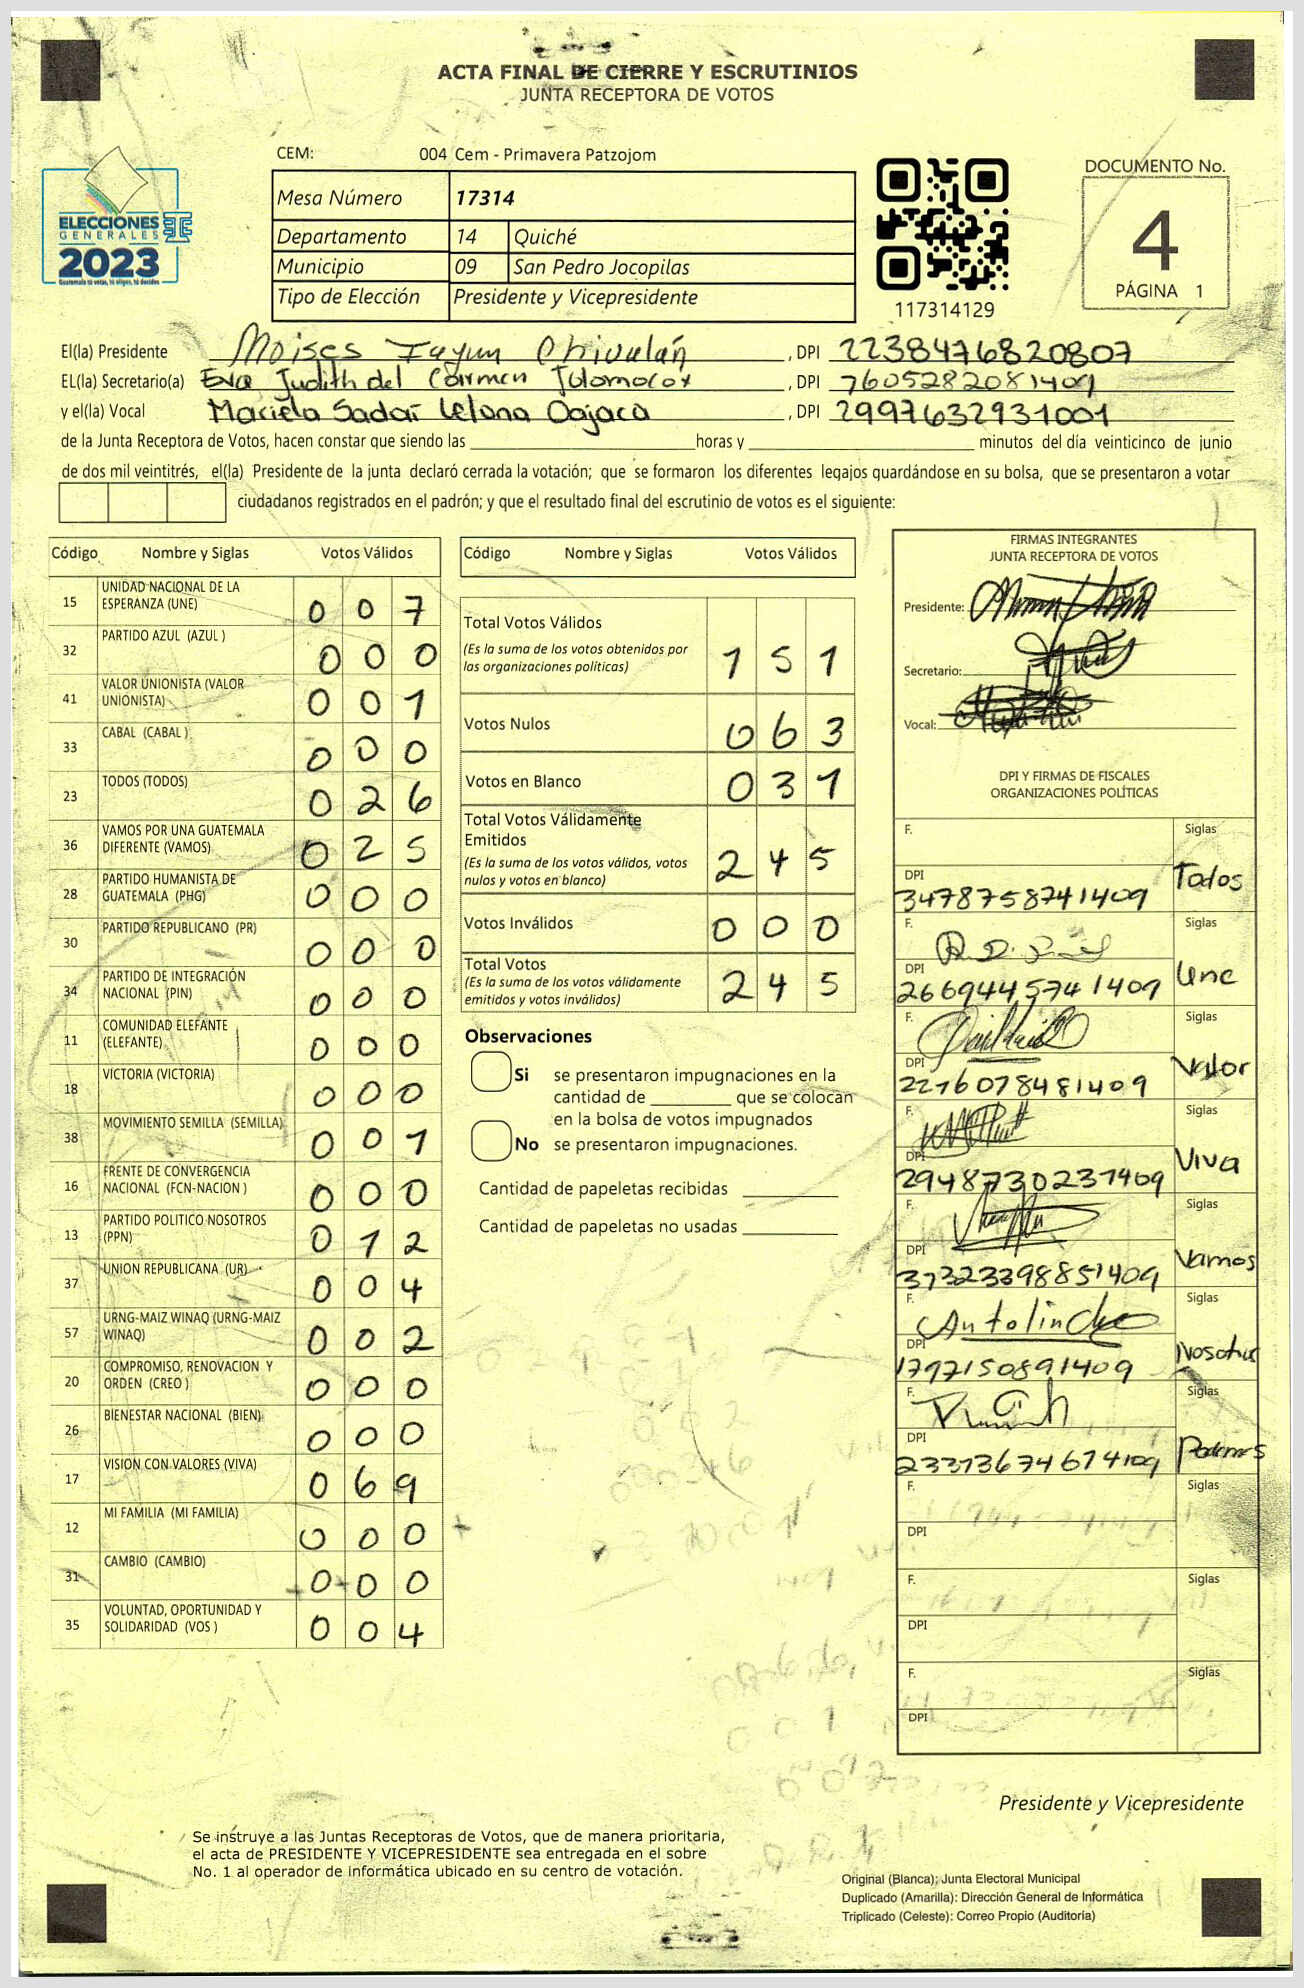 ACTA FINAL DE CIERRE Y ESCRUTINIOS
JUNTA RECEPTORA DE VOTOS
CEM: 004 Cem - Primavera Patzojom
ELECCIONES
GENERALES
2023
Guatemala tú votas, tú eliges, tú decides
Mesa Número 17314
Departamento 14 Quiché
Municipio 09 San Pedro Jocopilas
Tipo de Elección Presidente y Vicepresidente
117314129
DOCUMENTO No.
4
PÁGINA 1
El(la) Presidente Moises Chivalán, DPI 2238476820807
EL(la) Secretario(a) Eva Judith del Carmen, DPI 7605282081409
y el(la) Vocal Mariela Sadaí, DPI 2997632931001
de la Junta Receptora de Votos, hacen constar que siendo las ____ horas y ____ minutos del día veinticinco de junio
de dos mil veintitrés, el(la) Presidente de la junta declaró cerrada la votación; que se formaron los diferentes legajos guardándose en su bolsa, que se presentaron a votar
ciudadanos registrados en el padrón; y que el resultado final del escrutinio de votos es el siguiente:
Código Nombre y Siglas Votos Válidos
15 UNIDAD NACIONAL DE LA ESPERANZA (UNE) 0 0 7
32 PARTIDO AZUL (AZUL ) 0 0 0
41 VALOR UNIONISTA (VALOR UNIONISTA) 0 0 1
33 CABAL (CABAL ) 0 0 0
23 TODOS (TODOS) 0 2 6
36 VAMOS POR UNA GUATEMALA DIFERENTE (VAMOS) 0 2 5
28 PARTIDO HUMANISTA DE GUATEMALA (PHG) 0 0 0
30 PARTIDO REPUBLICANO (PR) 0 0 0
34 PARTIDO DE INTEGRACIÓN NACIONAL (PIN) 0 0 0
11 COMUNIDAD ELEFANTE (ELEFANTE) 0 0 0
18 VICTORIA (VICTORIA) 0 0 0
38 MOVIMIENTO SEMILLA (SEMILLA) 0 0 1
16 FRENTE DE CONVERGENCIA NACIONAL (FCN-NACION ) 0 0 0
13 PARTIDO POLITICO NOSOTROS (PPN) 0 1 2
37 UNION REPUBLICANA (UR) 0 0 4
57 URNG-MAIZ WINAQ (URNG-MAIZ WINAQ) 0 0 2
20 COMPROMISO, RENOVACION Y ORDEN (CREO ) 0 0 0
26 BIENESTAR NACIONAL (BIEN) 0 0 0
17 VISION CON VALORES (VIVA) 0 6 9
12 MI FAMILIA (MI FAMILIA) 0 0 0
31 CAMBIO (CAMBIO) 0 0 0
35 VOLUNTAD, OPORTUNIDAD Y SOLIDARIDAD (VOS ) 0 0 4
Código Nombre y Siglas Votos Válidos
Total Votos Válidos 1 5 1
(Es la suma de los votos obtenidos por
las organizaciones políticas)
Votos Nulos 0 6 3
Votos en Blanco 0 3 1
Total Votos Válidamente
Emitidos 2 4 5
(Es la suma de los votos válidos, votos
nulos y votos en blanco)
Votos Inválidos 0 0 0
Total Votos 2 4 5
(Es la suma de los votos válidamente
emitidos y votos inválidos)
Observaciones
Si se presentaron impugnaciones en la
cantidad de ____ que se colocan
en la bolsa de votos impugnados
No se presentaron impugnaciones.
Cantidad de papeletas recibidas
Cantidad de papeletas no usadas
FIRMAS INTEGRANTES
JUNTA RECEPTORA DE VOTOS
Presidente:
Secretario:
Vocal:
DPI Y FIRMAS DE FISCALES
ORGANIZACIONES POLÍTICAS
F. Siglas
DPI 3478758741409 Todos
F. Siglas
DPI 2669445741409 Une
F. Siglas
DPI 2276078481409 Valor
F. Siglas
DPI 2948730231409 Viva
F. Siglas
DPI 37323398851409 Vamos
F. Antolin Siglas
DPI 1797150891409 Nosotros
F. Siglas
DPI Podemos
F. Siglas
DPI
F. Siglas
DPI
F. Siglas
DPI
Presidente y Vicepresidente
Se instruye a las Juntas Receptoras de Votos, que de manera prioritaria,
el acta de PRESIDENTE Y VICEPRESIDENTE sea entregada en el sobre
No. 1 al operador de informática ubicado en su centro de votación.
Original (Blanca): Junta Electoral Municipal
Duplicado (Amarilla): Dirección General de Informática
Triplicado (Celeste): Correo Propio (Auditoría)